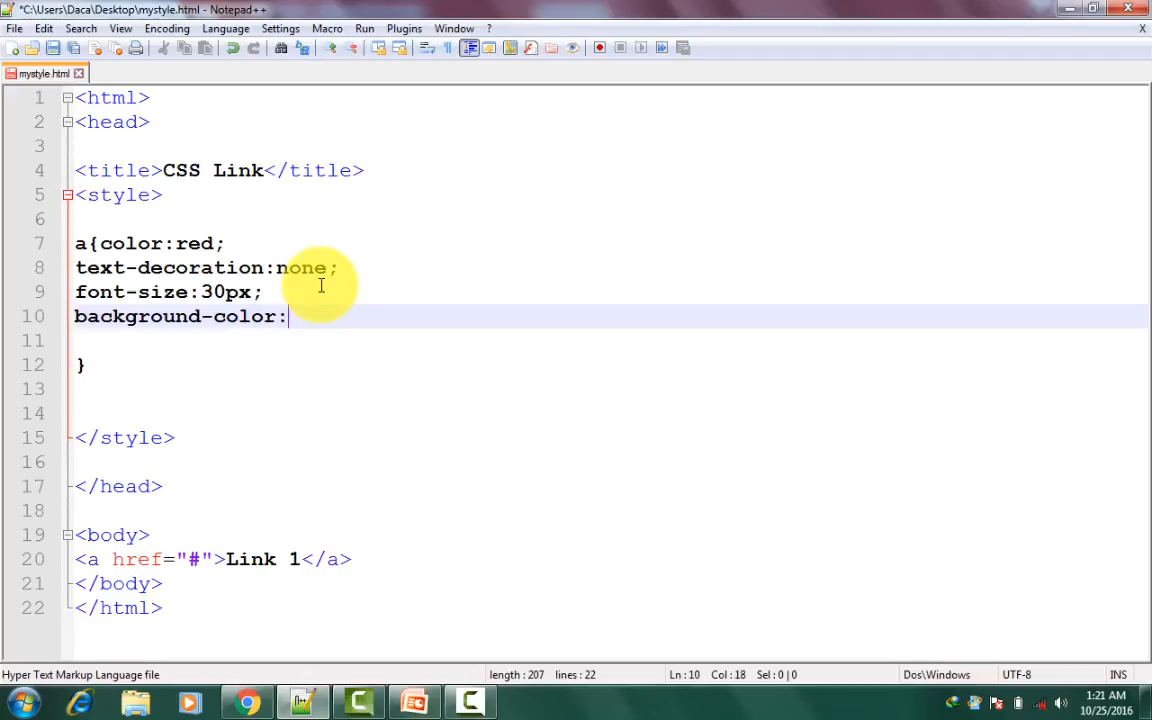 *C:\Users\Daca\Desktop\mystyle.html - Notepad++
File Edit Search View Encoding Language Settings Macro Run Plugins Window ?
X
mystyle.html
1 <html>
2 <head>
3
4 <title>CSS Link</title>
5 <style>
6
7 a{color:red;
8 text-decoration:none;
9 font-size:30px;
10 background-color:
11
12 }
13
14
15 </style>
16
17 </head>
18
19 <body>
20 <a href="#">Link 1</a>
21 </body>
22 </html>
Hyper Text Markup Language file length : 207 lines : 22 Ln : 10 Col : 18 Sel : 0 | 0 Dos\Windows UTF-8 INS
1:21 AM
10/25/2016